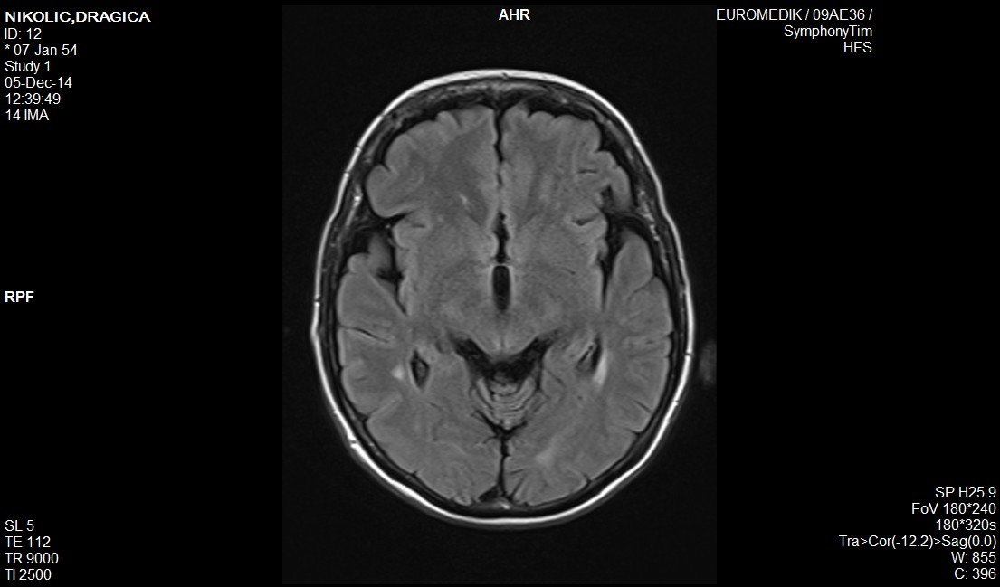 NIKOLIC,DRAGICA
ID: 12
* 07-Jan-54
Study 1
05-Dec-14
12:39:49
14 IMA
AHR
EUROMEDIK / 09AE36 /
SymphonyTim
HFS
RPF
SL 5
TE 112
TR 9000
TI 2500
SP H25.9
FoV 180*240
180*320s
Tra>Cor(-12.2)>Sag(0.0)
W: 855
C: 396